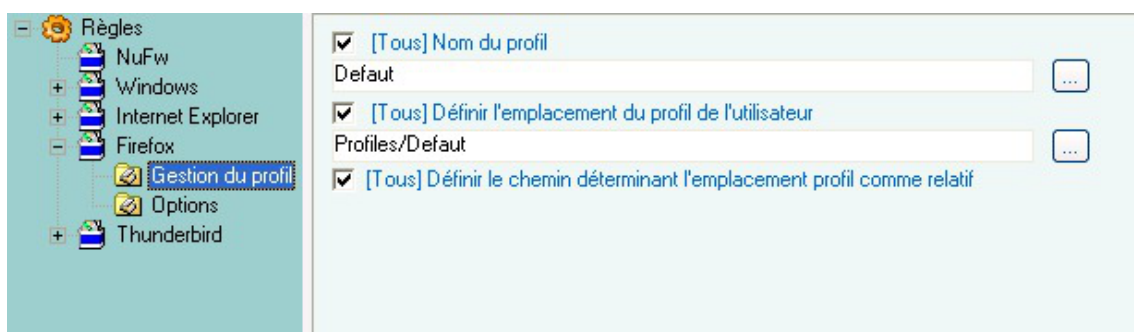 Règles
NuFw
Windows
Internet Explorer
Firefox
Gestion du profil
Options
Thunderbird
[Tous] Nom du profil
Defaut
...
[Tous] Définir l'emplacement du profil de l'utilisateur
Profiles/Defaut
...
[Tous] Définir le chemin déterminant l'emplacement profil comme relatif